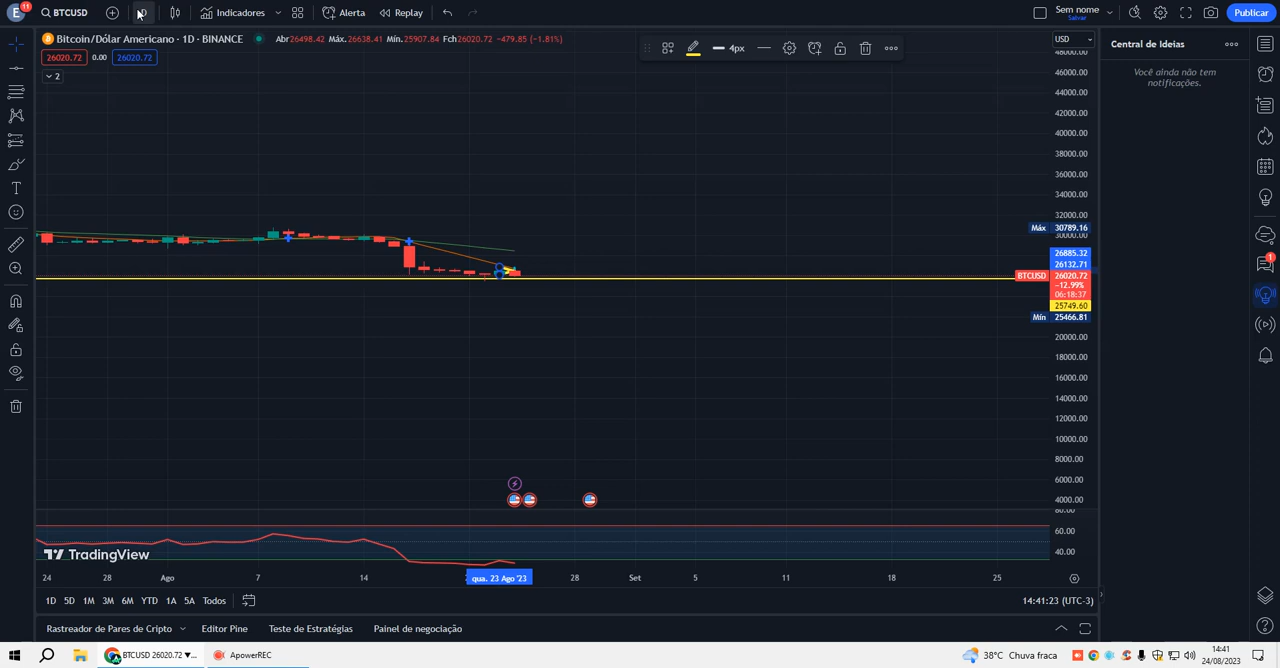 E 11 BTCUSD D Indicadores Alerta Replay Sem nome Salvar Publicar
Bitcoin/Dólar Americano · 1D · BINANCE Abr26498.42 Máx.26638.41 Mín.25907.84 Fch26020.72 -479.85 (-1.81%)
26020.72 0.00 26020.72
2
4px
USD
Central de Ideias
Você ainda não tem
notificações.
48000.00
46000.00
44000.00
42000.00
40000.00
38000.00
36000.00
34000.00
32000.00
Máx 30789.16
30000.00
26885.32
26132.71
BTCUSD 26020.72
-12.99%
06:18:37
25749.60
Mín 25466.81
20000.00
18000.00
16000.00
14000.00
12000.00
10000.00
8000.00
6000.00
4000.00
80.00
60.00
40.00
1
TradingView
24 28 Ago 7 14 qua. 23 Ago '23 28 Set 5 11 18 25
1D 5D 1M 3M 6M YTD 1A 5A Todos 14:41:23 (UTC-3)
Rastreador de Pares de Cripto Editor Pine Teste de Estratégias Painel de negociação
BTCUSD 26020.72 ▼... ApowerREC 38°C Chuva fraca 14:41
24/08/2023